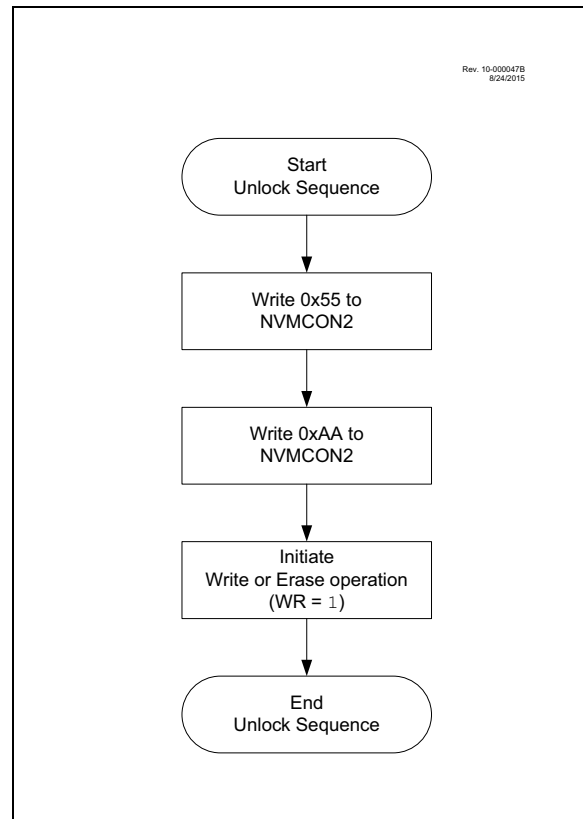 Rev. 10-000047B
8/24/2015
Start
Unlock Sequence
Write 0x55 to
NVMCON2
Write 0xAA to
NVMCON2
Initiate
Write or Erase operation
(WR = 1)
End
Unlock Sequence